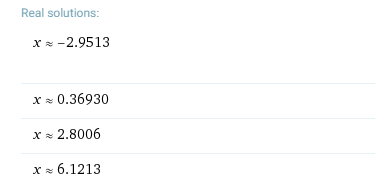 Real solutions:
x ≈ −2.9513
x ≈ 0.36930
x ≈ 2.8006
x ≈ 6.1213